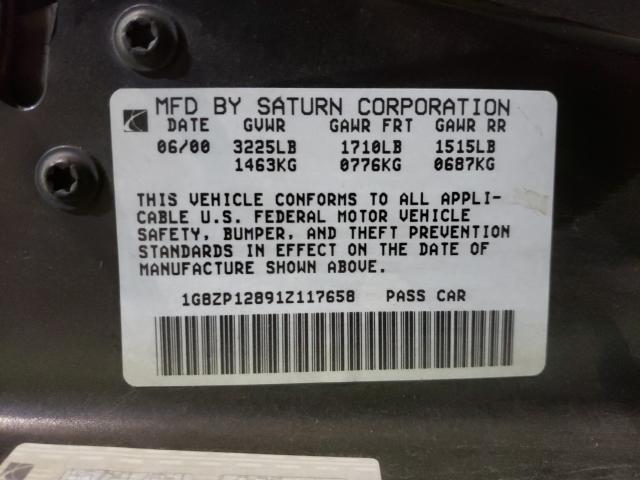 MFD BY SATURN CORPORATION
DATE GVWR GAWR FRT GAWR RR
06/00 3225LB 1710LB 1515LB
1463KG 0776KG 0687KG
THIS VEHICLE CONFORMS TO ALL APPLI-
CABLE U.S. FEDERAL MOTOR VEHICLE
SAFETY, BUMPER, AND THEFT PREVENTION
STANDARDS IN EFFECT ON THE DATE OF
MANUFACTURE SHOWN ABOVE.
1G8ZP12891Z117658 PASS CAR